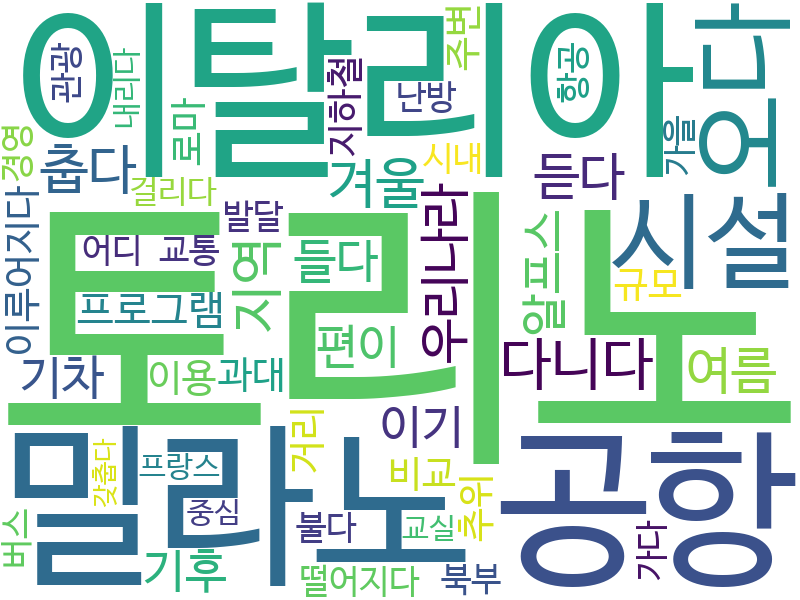 이탈리아
관광
내리다
로마
지하철
주변
난방
항공
오다
경영
춥다
걸리다
겨울
시내
듣다
가을
이루어지다
토리노
어디
교통
발달
지역
들다
우리나라
알프스
시설
규모
프로그램
편이
기차
이용
과대
다니다
여름
밀라노
갖춥다
프랑스
중심
거리
이기
비교
추위
공항
버스
기후
불다
교실
떨어지다
북부
가다